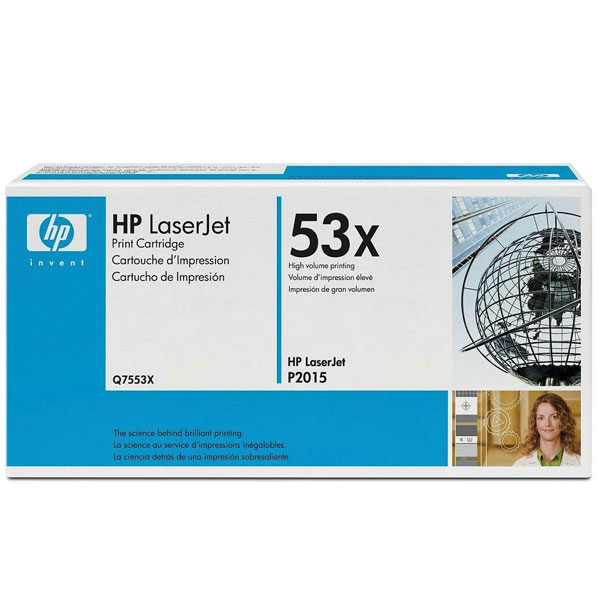 hp
invent
HP LaserJet
Print Cartridge
Cartouche d'Impression
Cartucho de Impresión
Q7553X
53x
High volume printing
Volume d'impression élevé
Impresión de gran volumen
HP LaserJet
P2015
The science behind brilliant printing.
La science au service d'impressions inégalables.
La ciencia detrás de una impresión sobresaliente.